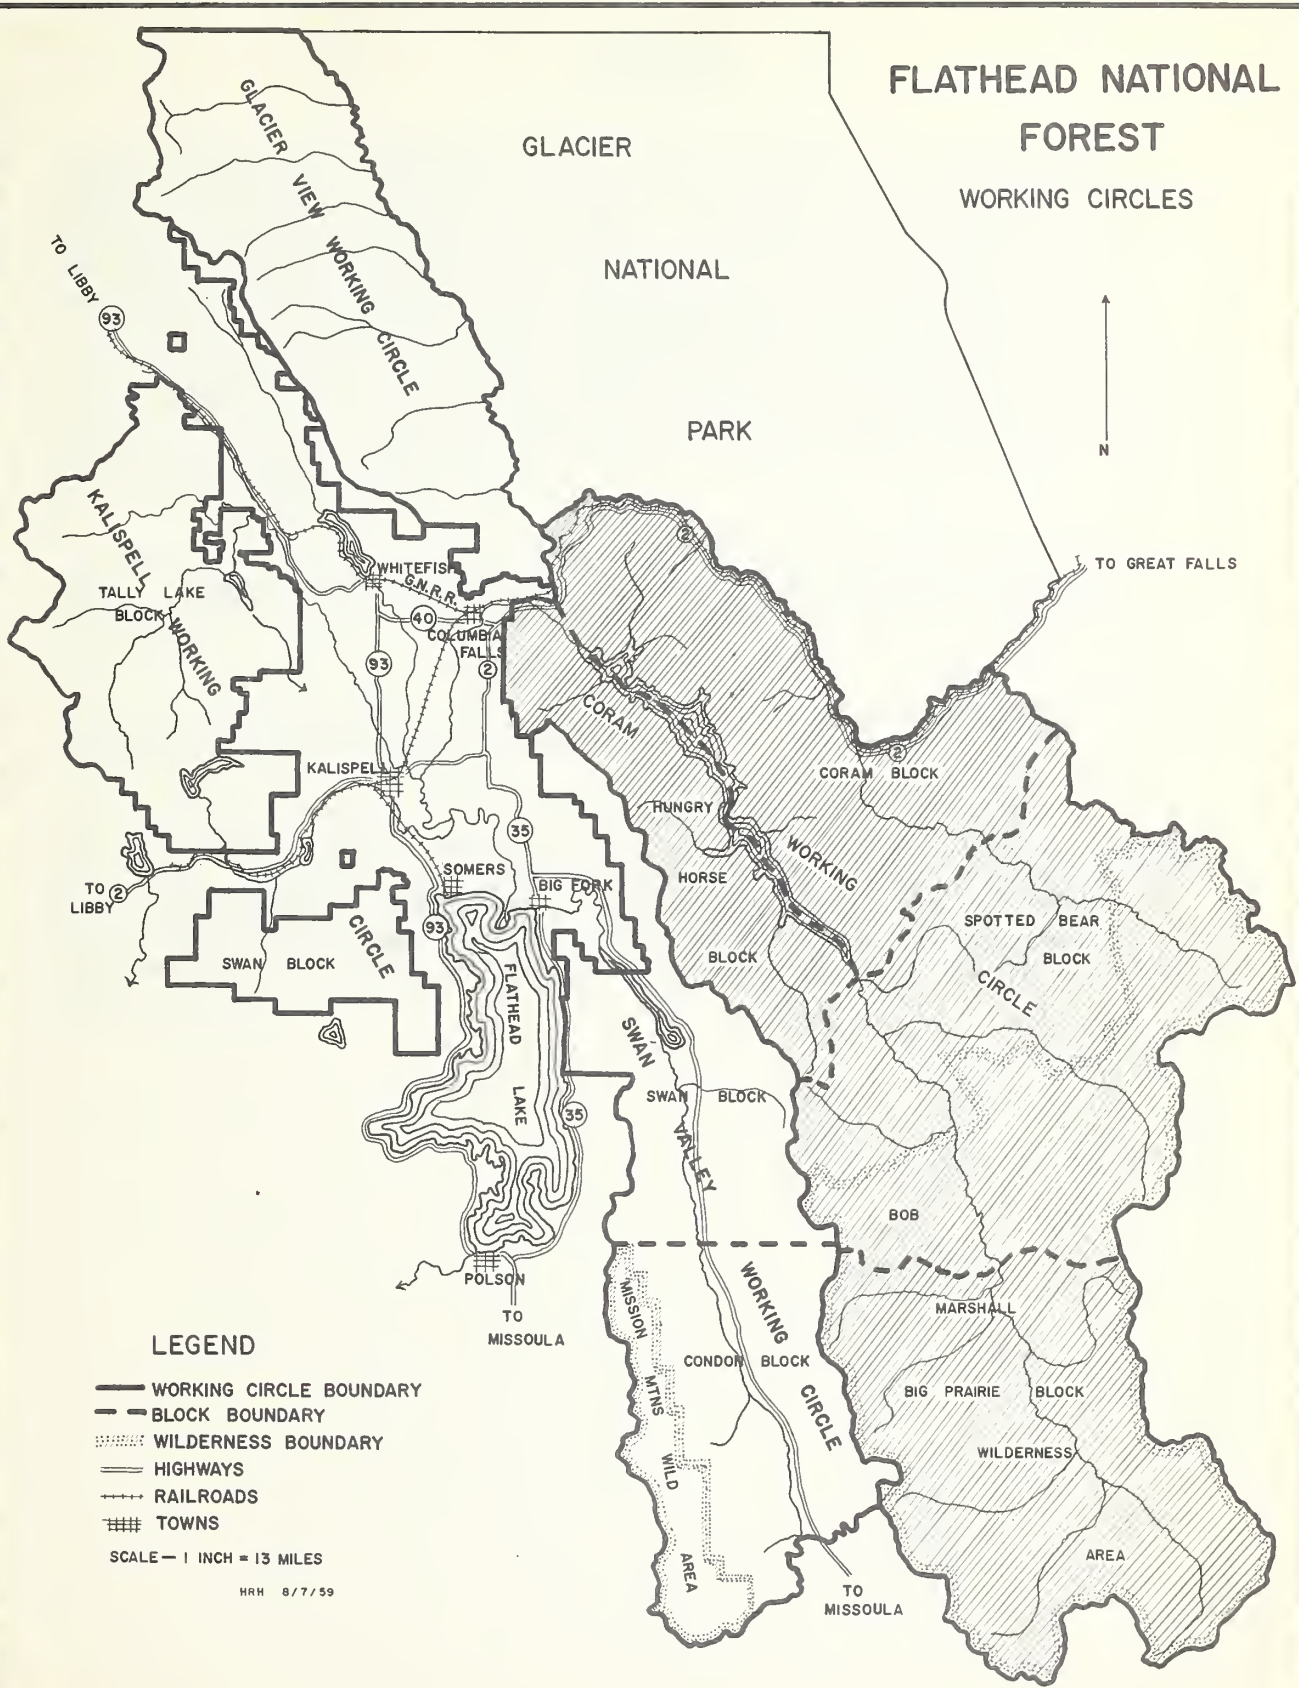 FLATHEAD NATIONAL
FOREST
WORKING CIRCLES
GLACIER
NATIONAL
PARK
GLACIER VIEW WORKING CIRCLE
N
TO LIBBY
93
KALISPELL WORKING CIRCLE
TALLY LAKE
BLOCK
WHITEFISH
G.N.R.R.
40
COLUMBIA
FALLS
93
2
2
TO GREAT FALLS
2
CORAM WORKING CIRCLE
CORAM BLOCK
HUNGRY
HORSE
BLOCK
KALISPELL
35
SOMERS
BIG FORK
TO
LIBBY
2
93
SWAN BLOCK
FLATHEAD
LAKE
SPOTTED BEAR
BLOCK
SWAN VALLEY WORKING CIRCLE
SWAN BLOCK
35
BOB
MARSHALL
WILDERNESS
AREA
BIG PRAIRIE BLOCK
POLSON
TO
MISSOULA
MISSION MTNS WILD AREA
CONDON BLOCK
TO
MISSOULA
LEGEND
WORKING CIRCLE BOUNDARY
BLOCK BOUNDARY
WILDERNESS BOUNDARY
HIGHWAYS
RAILROADS
TOWNS
SCALE — 1 INCH = 13 MILES
HRH 8/7/59